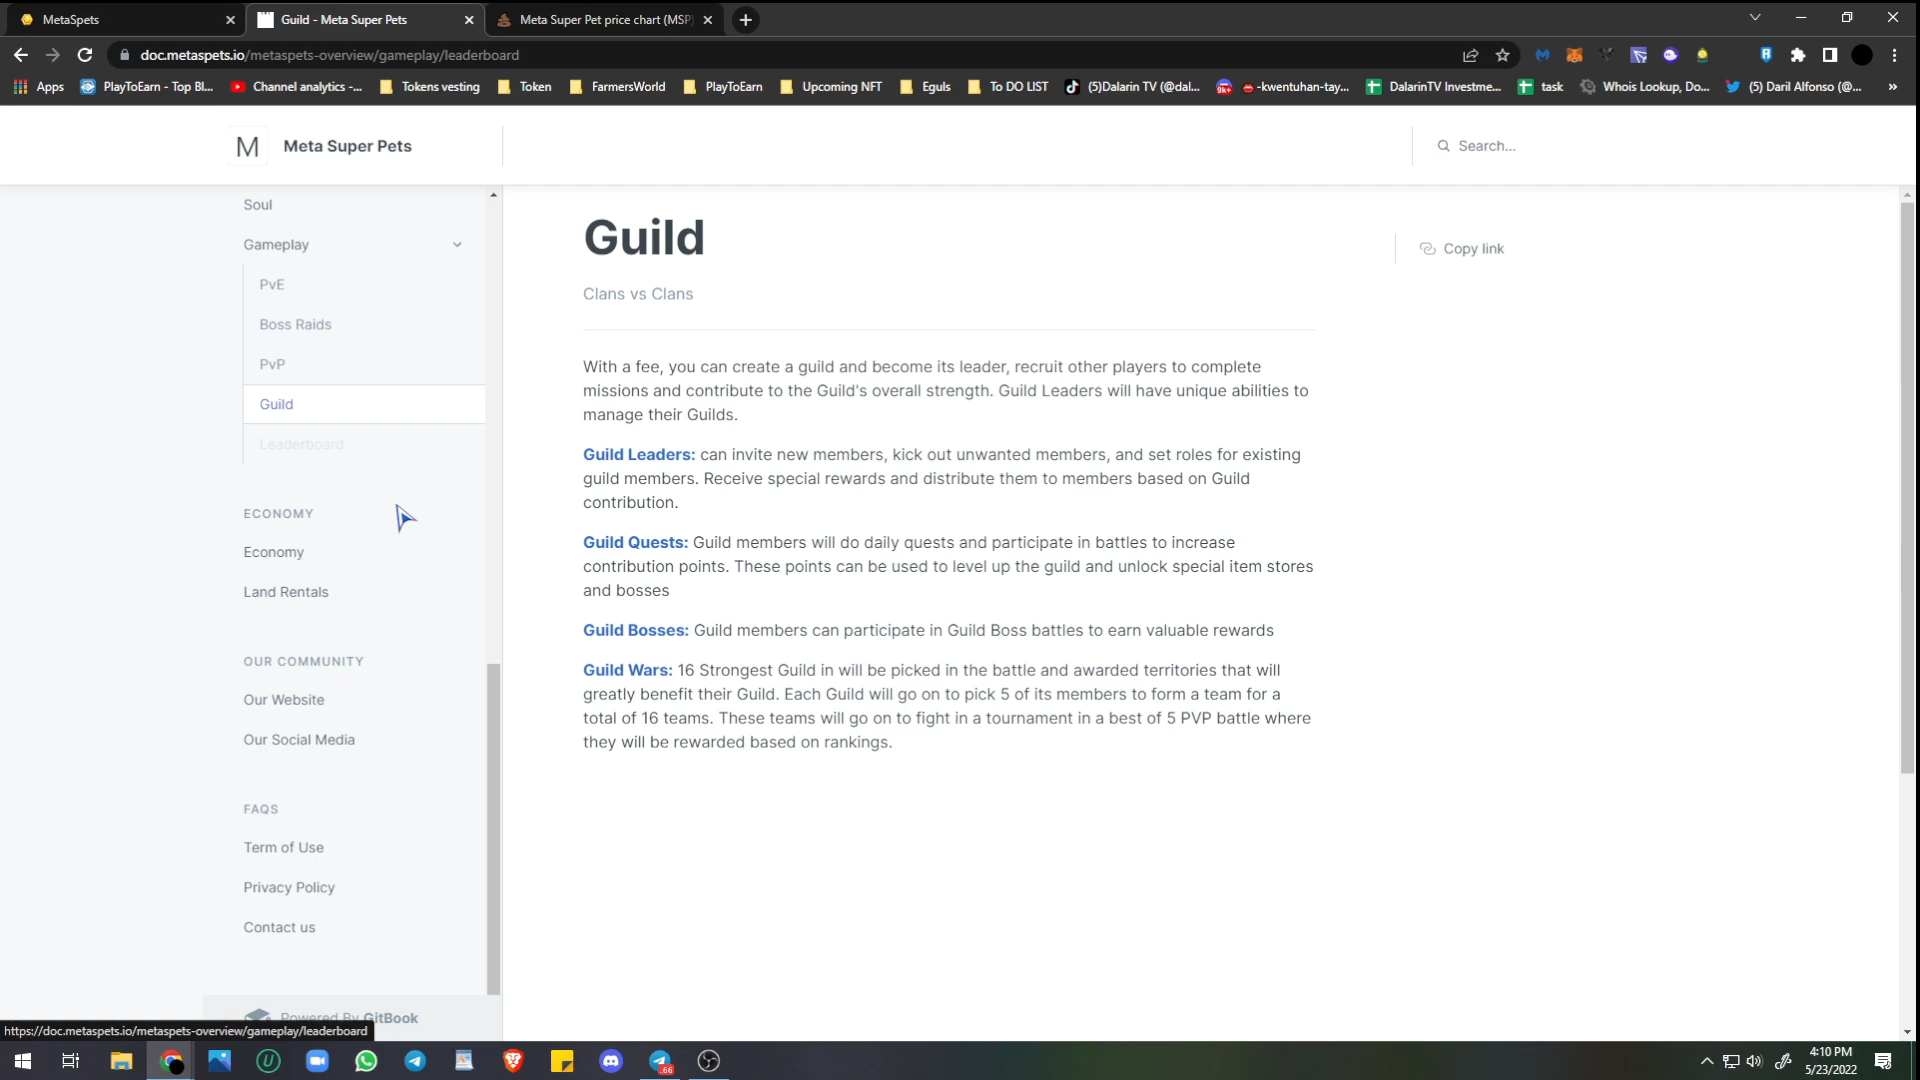 MetaSpets
Guild - Meta Super Pets
Meta Super Pet price chart (MSP)
doc.metaspets.io/metaspets-overview/gameplay/leaderboard
Apps
PlayToEarn - Top Bl...
Channel analytics -...
Tokens vesting
Token
FarmersWorld
PlayToEarn
Upcoming NFT
Eguls
To DO LIST
(5)Dalarin TV (@dal...
9k+
-kwentuhan-tay...
DalarinTV Investme...
task
Whois Lookup, Do...
(5) Daril Alfonso (@...
»
M
Meta Super Pets
Search...
Soul
Gameplay
PvE
Boss Raids
PvP
Guild
Leaderboard
ECONOMY
Economy
Land Rentals
OUR COMMUNITY
Our Website
Our Social Media
FAQS
Term of Use
Privacy Policy
Contact us
Powered By GitBook
Guild
Copy link
Clans vs Clans
With a fee, you can create a guild and become its leader, recruit other players to complete
missions and contribute to the Guild's overall strength. Guild Leaders will have unique abilities to
manage their Guilds.
Guild Leaders: can invite new members, kick out unwanted members, and set roles for existing
guild members. Receive special rewards and distribute them to members based on Guild
contribution.
Guild Quests: Guild members will do daily quests and participate in battles to increase
contribution points. These points can be used to level up the guild and unlock special item stores
and bosses
Guild Bosses: Guild members can participate in Guild Boss battles to earn valuable rewards
Guild Wars: 16 Strongest Guild in will be picked in the battle and awarded territories that will
greatly benefit their Guild. Each Guild will go on to pick 5 of its members to form a team for a
total of 16 teams. These teams will go on to fight in a tournament in a best of 5 PVP battle where
they will be rewarded based on rankings.
https://doc.metaspets.io/metaspets-overview/gameplay/leaderboard
66
4:10 PM
5/23/2022